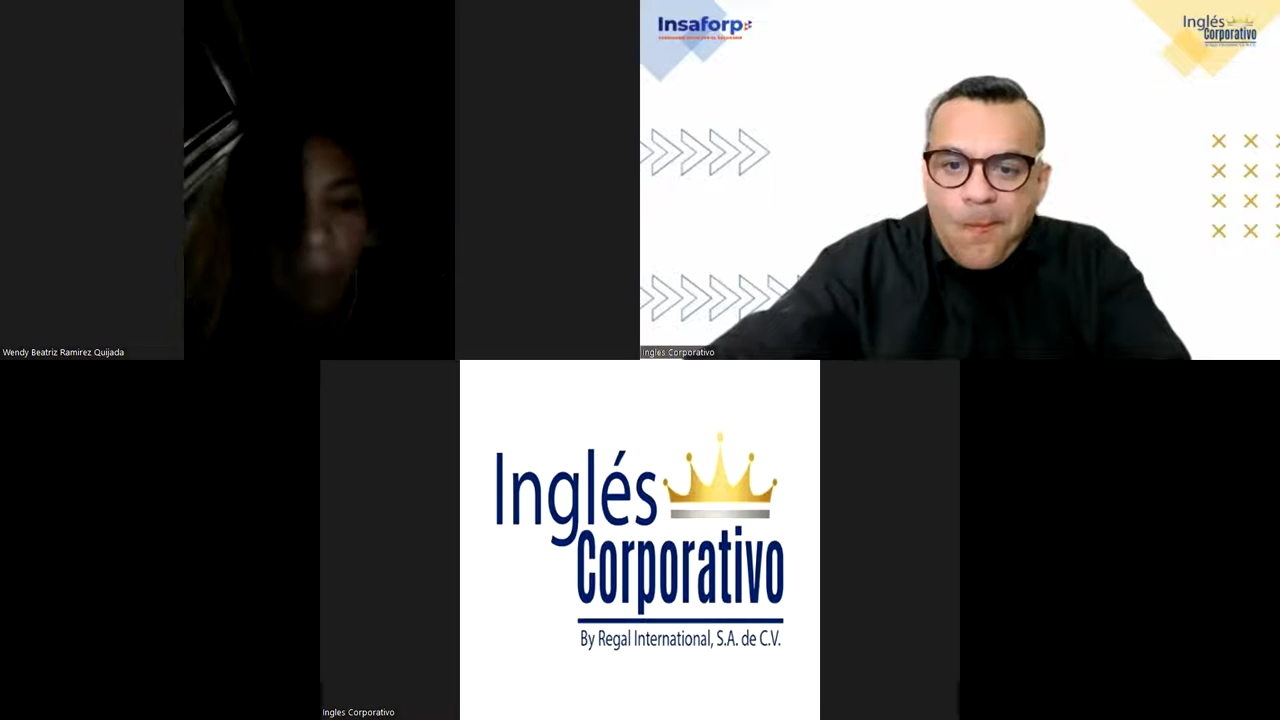 Insaforp
Inglés
Corporativo
Wendy Beatriz Ramirez Quijada
Ingles Corporativo
Inglés
Corporativo
By Regal International, S.A. de C.V.
Ingles Corporativo